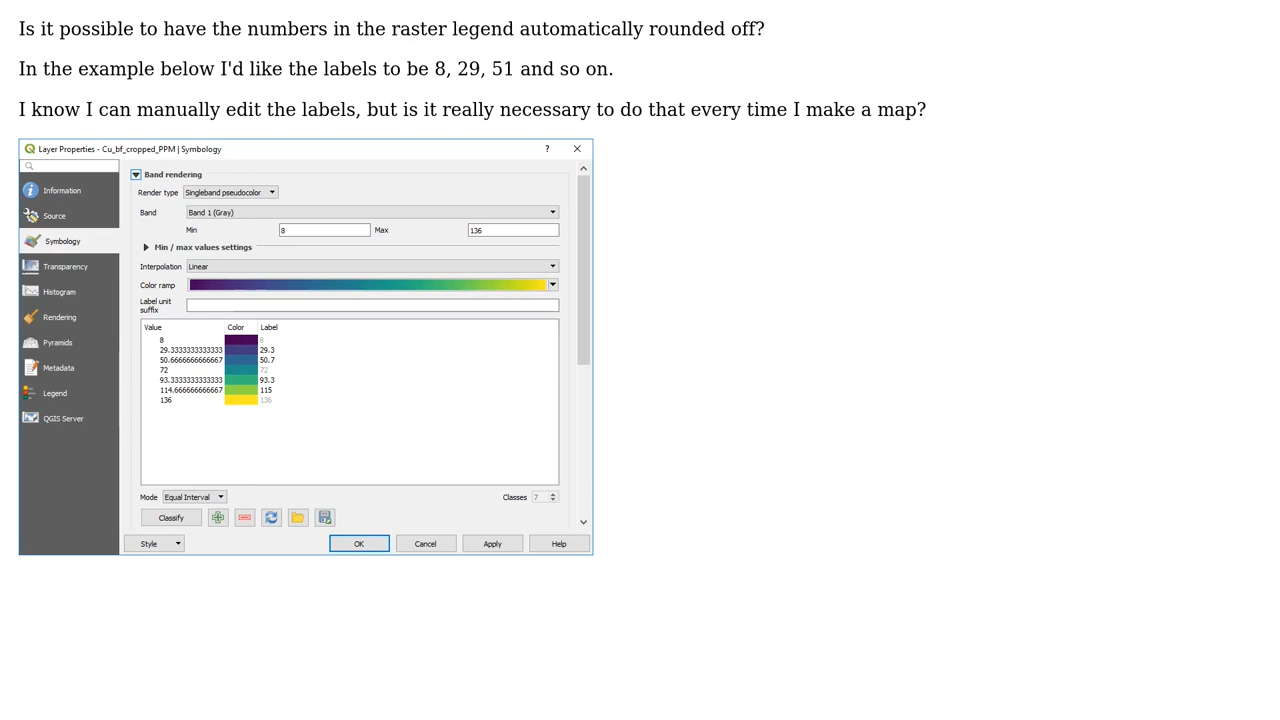 Is it possible to have the numbers in the raster legend automatically rounded off?
In the example below I'd like the labels to be 8, 29, 51 and so on.
I know I can manually edit the labels, but is it really necessary to do that every time I make a map?
Layer Properties - Cu_bf_cropped_PPM | Symbology
? ×
Information
Source
Symbology
Transparency
Histogram
Rendering
Pyramids
Metadata
Legend
QGIS Server
Band rendering
Render type Singleband pseudocolor
Band Band 1 (Gray)
Min 8 Max 136
Min / max values settings
Interpolation Linear
Color ramp
Label unit
suffix
Value Color Label
8 8
29.3333333333333 29.3
50.6666666666667 50.7
72 72
93.3333333333333 93.3
114.666666666667 115
136 136
Mode Equal Interval Classes 7
Classify
Style OK Cancel Apply Help